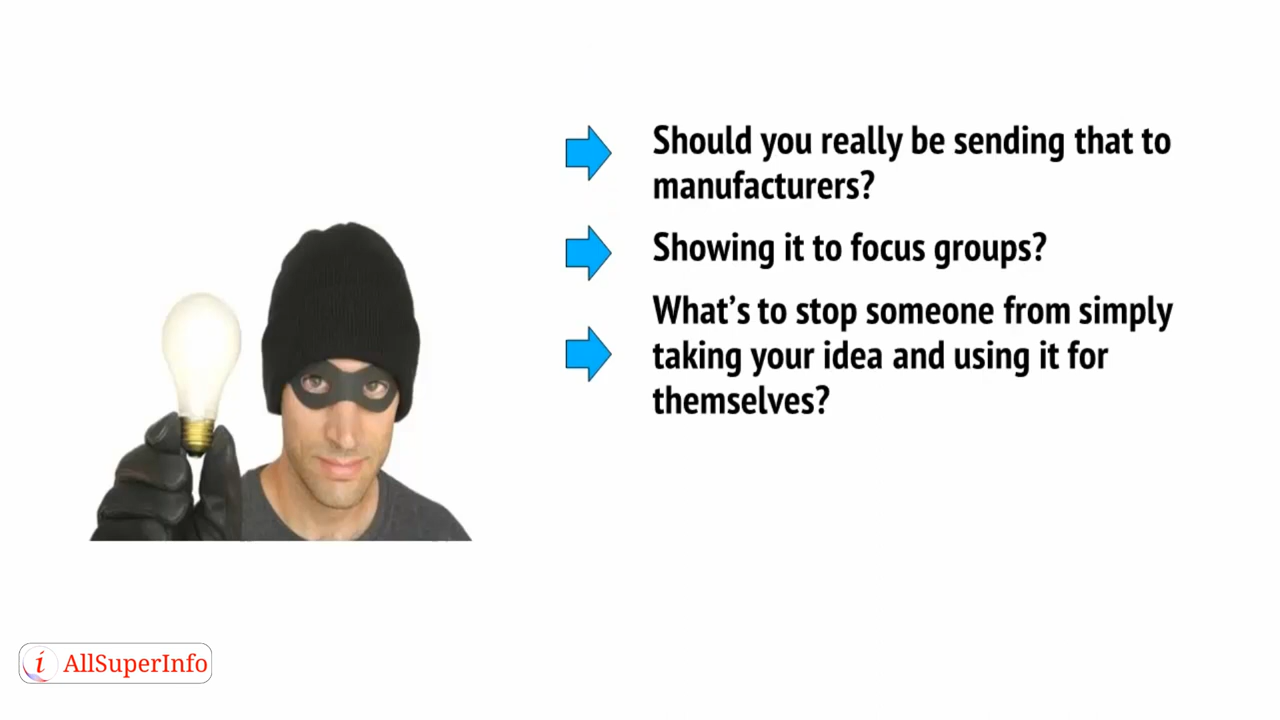 Should you really be sending that to
manufacturers?
Showing it to focus groups?
What’s to stop someone from simply
taking your idea and using it for
themselves?
i AllSuperInfo